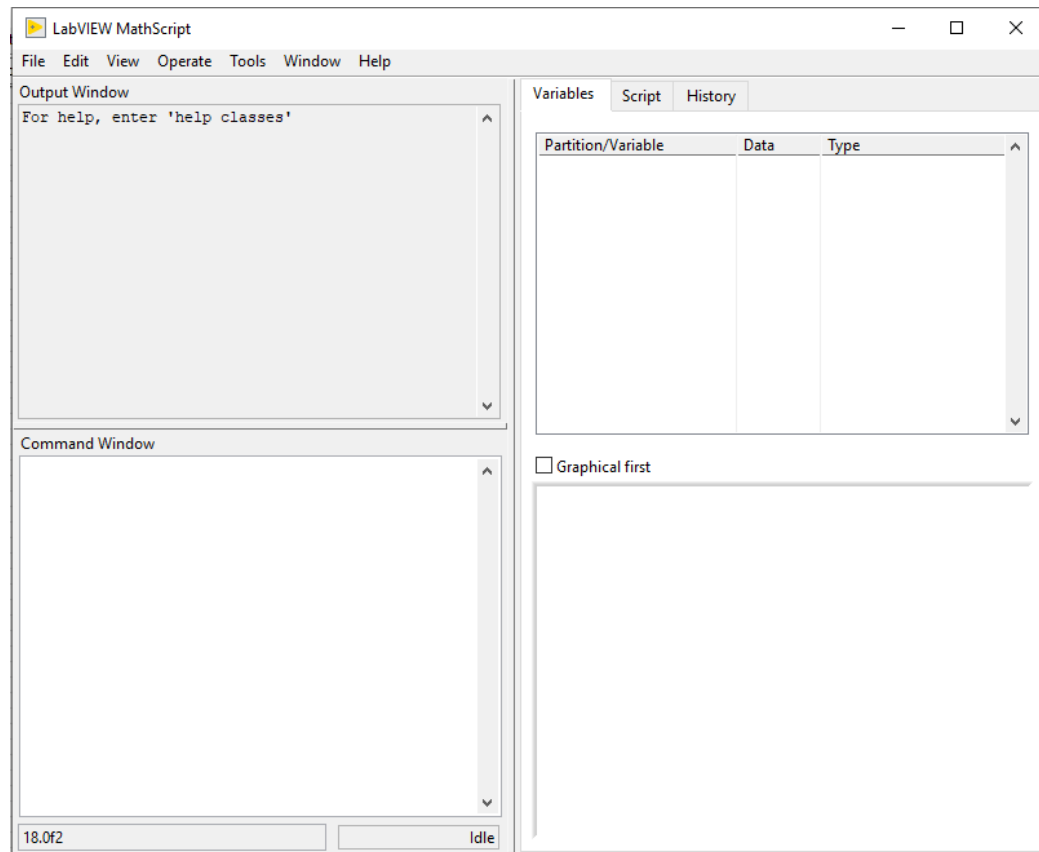 LabVIEW MathScript
File Edit View Operate Tools Window Help
Output Window
For help, enter 'help classes'
Command Window
18.0f2
Idle
Variables Script History
Partition/Variable Data Type
Graphical first